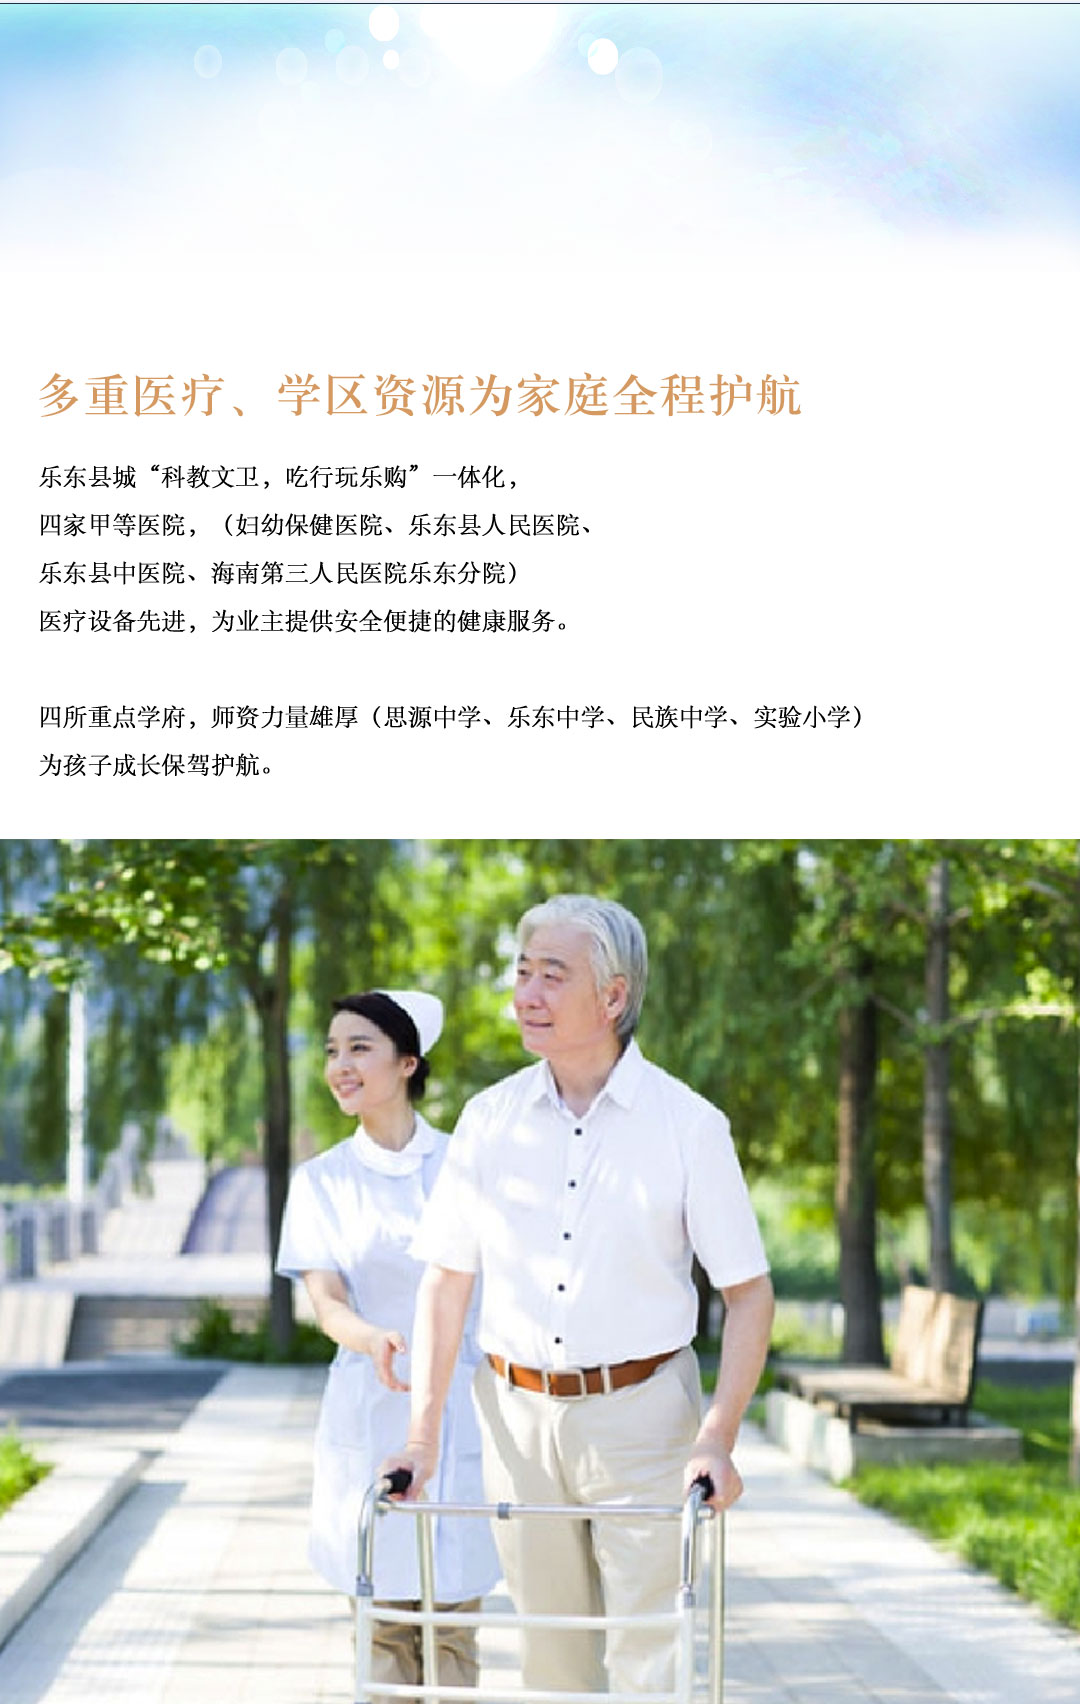 多重医疗、学区资源为家庭全程护航
乐东县城“科教文卫，吃行玩乐购”一体化，
四家甲等医院，（妇幼保健医院、乐东县人民医院、
乐东县中医院、海南第三人民医院乐东分院）
医疗设备先进，为业主提供安全便捷的健康服务。
四所重点学府，师资力量雄厚（思源中学、乐东中学、民族中学、实验小学）
为孩子成长保驾护航。